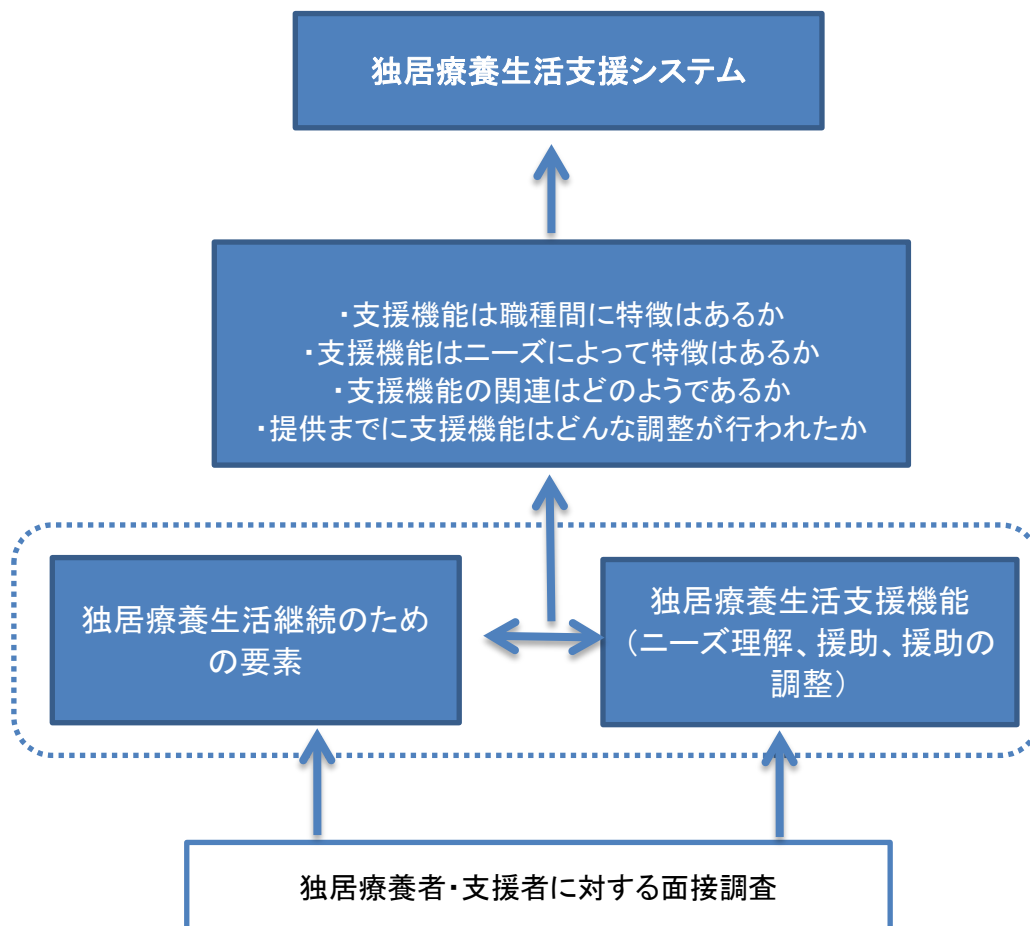 独居療養生活支援システム
・支援機能は職種間に特徴はあるか
・支援機能はニーズによって特徴はあるか
・支援機能の関連はどのようであるか
・提供までに支援機能はどんな調整が行われたか
独居療養生活継続のため
の要素
独居療養生活支援機能
（ニーズ理解、援助、援助の
調整）
独居療養者・支援者に対する面接調査